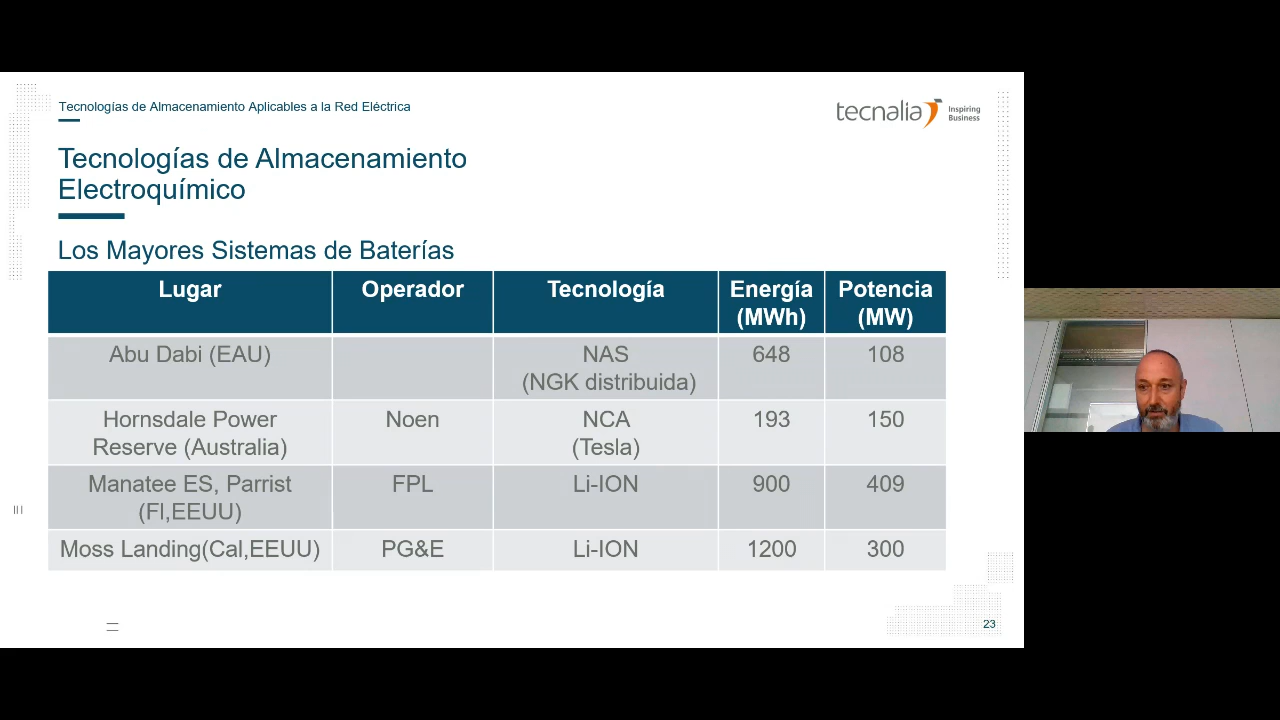 Tecnologías de Almacenamiento Aplicables a la Red Eléctrica
tecnalia Inspiring
Business
Tecnologías de Almacenamiento
Electroquímico
Los Mayores Sistemas de Baterías
Lugar Operador Tecnología Energía (MWh) Potencia (MW)
Abu Dabi (EAU) NAS (NGK distribuida) 648 108
Hornsdale Power Reserve (Australia) Noen NCA (Tesla) 193 150
Manatee ES, Parrist (Fl,EEUU) FPL Li-ION 900 409
Moss Landing(Cal,EEUU) PG&E Li-ION 1200 300
23